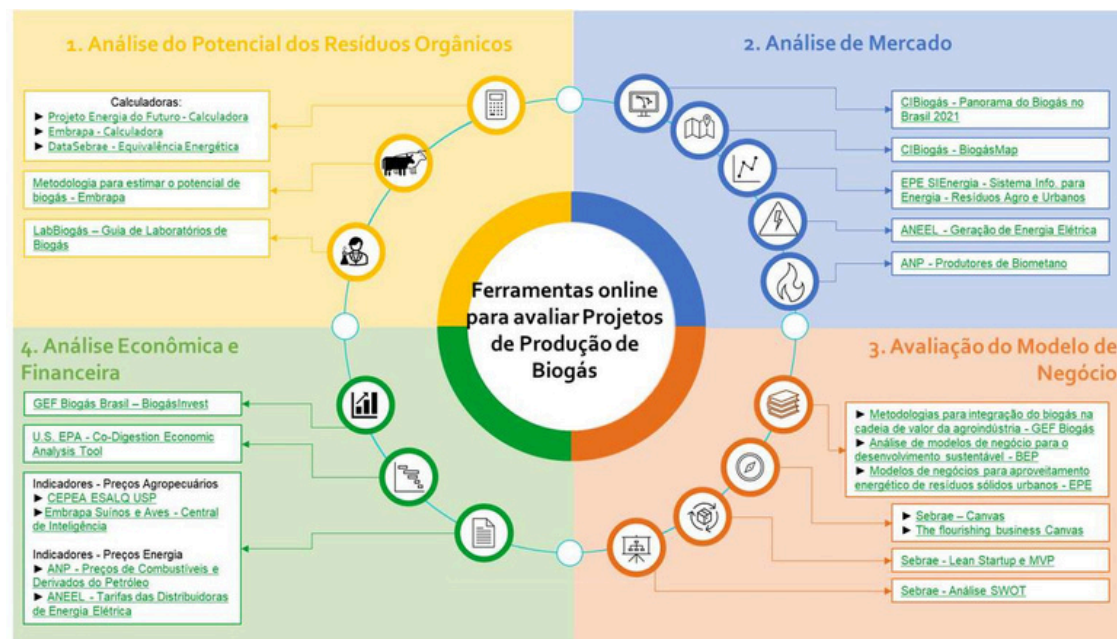 1. Análise do Potencial dos Resíduos Orgânicos
Calculadoras:
► Projeto Energia do Futuro - Calculadora
► Embrapa - Calculadora
► DataSebrae - Equivalência Energética
Metodologia para estimar o potencial de
biogás - Embrapa
LabBiogás – Guia de Laboratórios de
Biogás
2. Análise de Mercado
CIBiogás - Panorama do Biogás no
Brasil 2021
CIBiogás - BiogásMap
EPE SIEnergia - Sistema Info. para
Energia - Resíduos Agro e Urbanos
ANEEL - Geração de Energia Elétrica
ANP - Produtores de Biometano
Ferramentas online
para avaliar Projetos
de Produção de
Biogás
4. Análise Econômica e
Financeira
GEF Biogás Brasil – BiogásInvest
U.S. EPA - Co-Digestion Economic
Analysis Tool
Indicadores - Preços Agropecuários
► CEPEA ESALQ USP
►Embrapa Suínos e Aves - Central
de Inteligência
Indicadores - Preços Energia
► ANP - Preços de Combustíveis e
Derivados do Petróleo
► ANEEL - Tarifas das Distribuidoras
de Energia Elétrica
3. Avaliação do Modelo de
Negócio
► Metodologias para integração do biogás na
cadeia de valor da agroindústria - GEF Biogás
► Análise de modelos de negócio para o
desenvolvimento sustentável - BEP
► Modelos de negócios para aproveitamento
energético de resíduos sólidos urbanos - EPE
► Sebrae – Canvas
► The flourishing business Canvas
Sebrae - Lean Startup e MVP
Sebrae - Análise SWOT